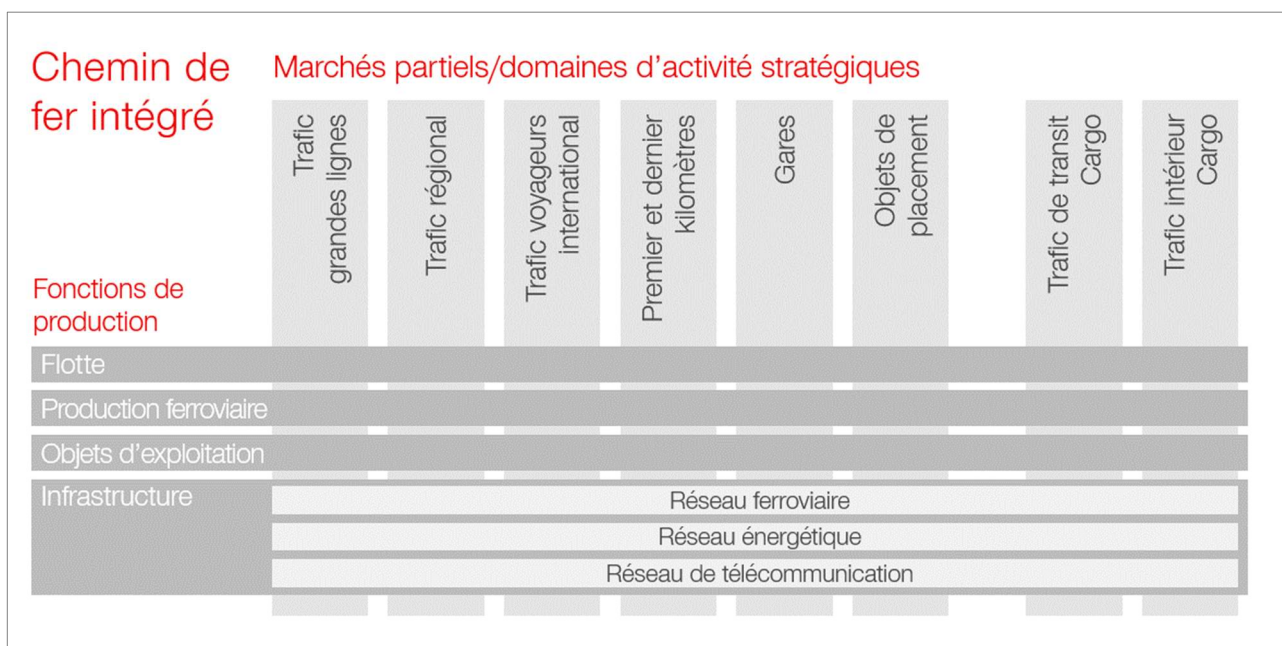 Chemin de
fer intégré
Marchés partiels/domaines d’activité stratégiques
Trafic
grandes lignes
Trafic régional
Trafic voyageurs
international
Premier et dernier
kilomètres
Gares
Objets de
placement
Trafic de transit
Cargo
Trafic intérieur
Cargo
Fonctions de
production
Flotte
Production ferroviaire
Objets d’exploitation
Infrastructure
Réseau ferroviaire
Réseau énergétique
Réseau de télécommunication